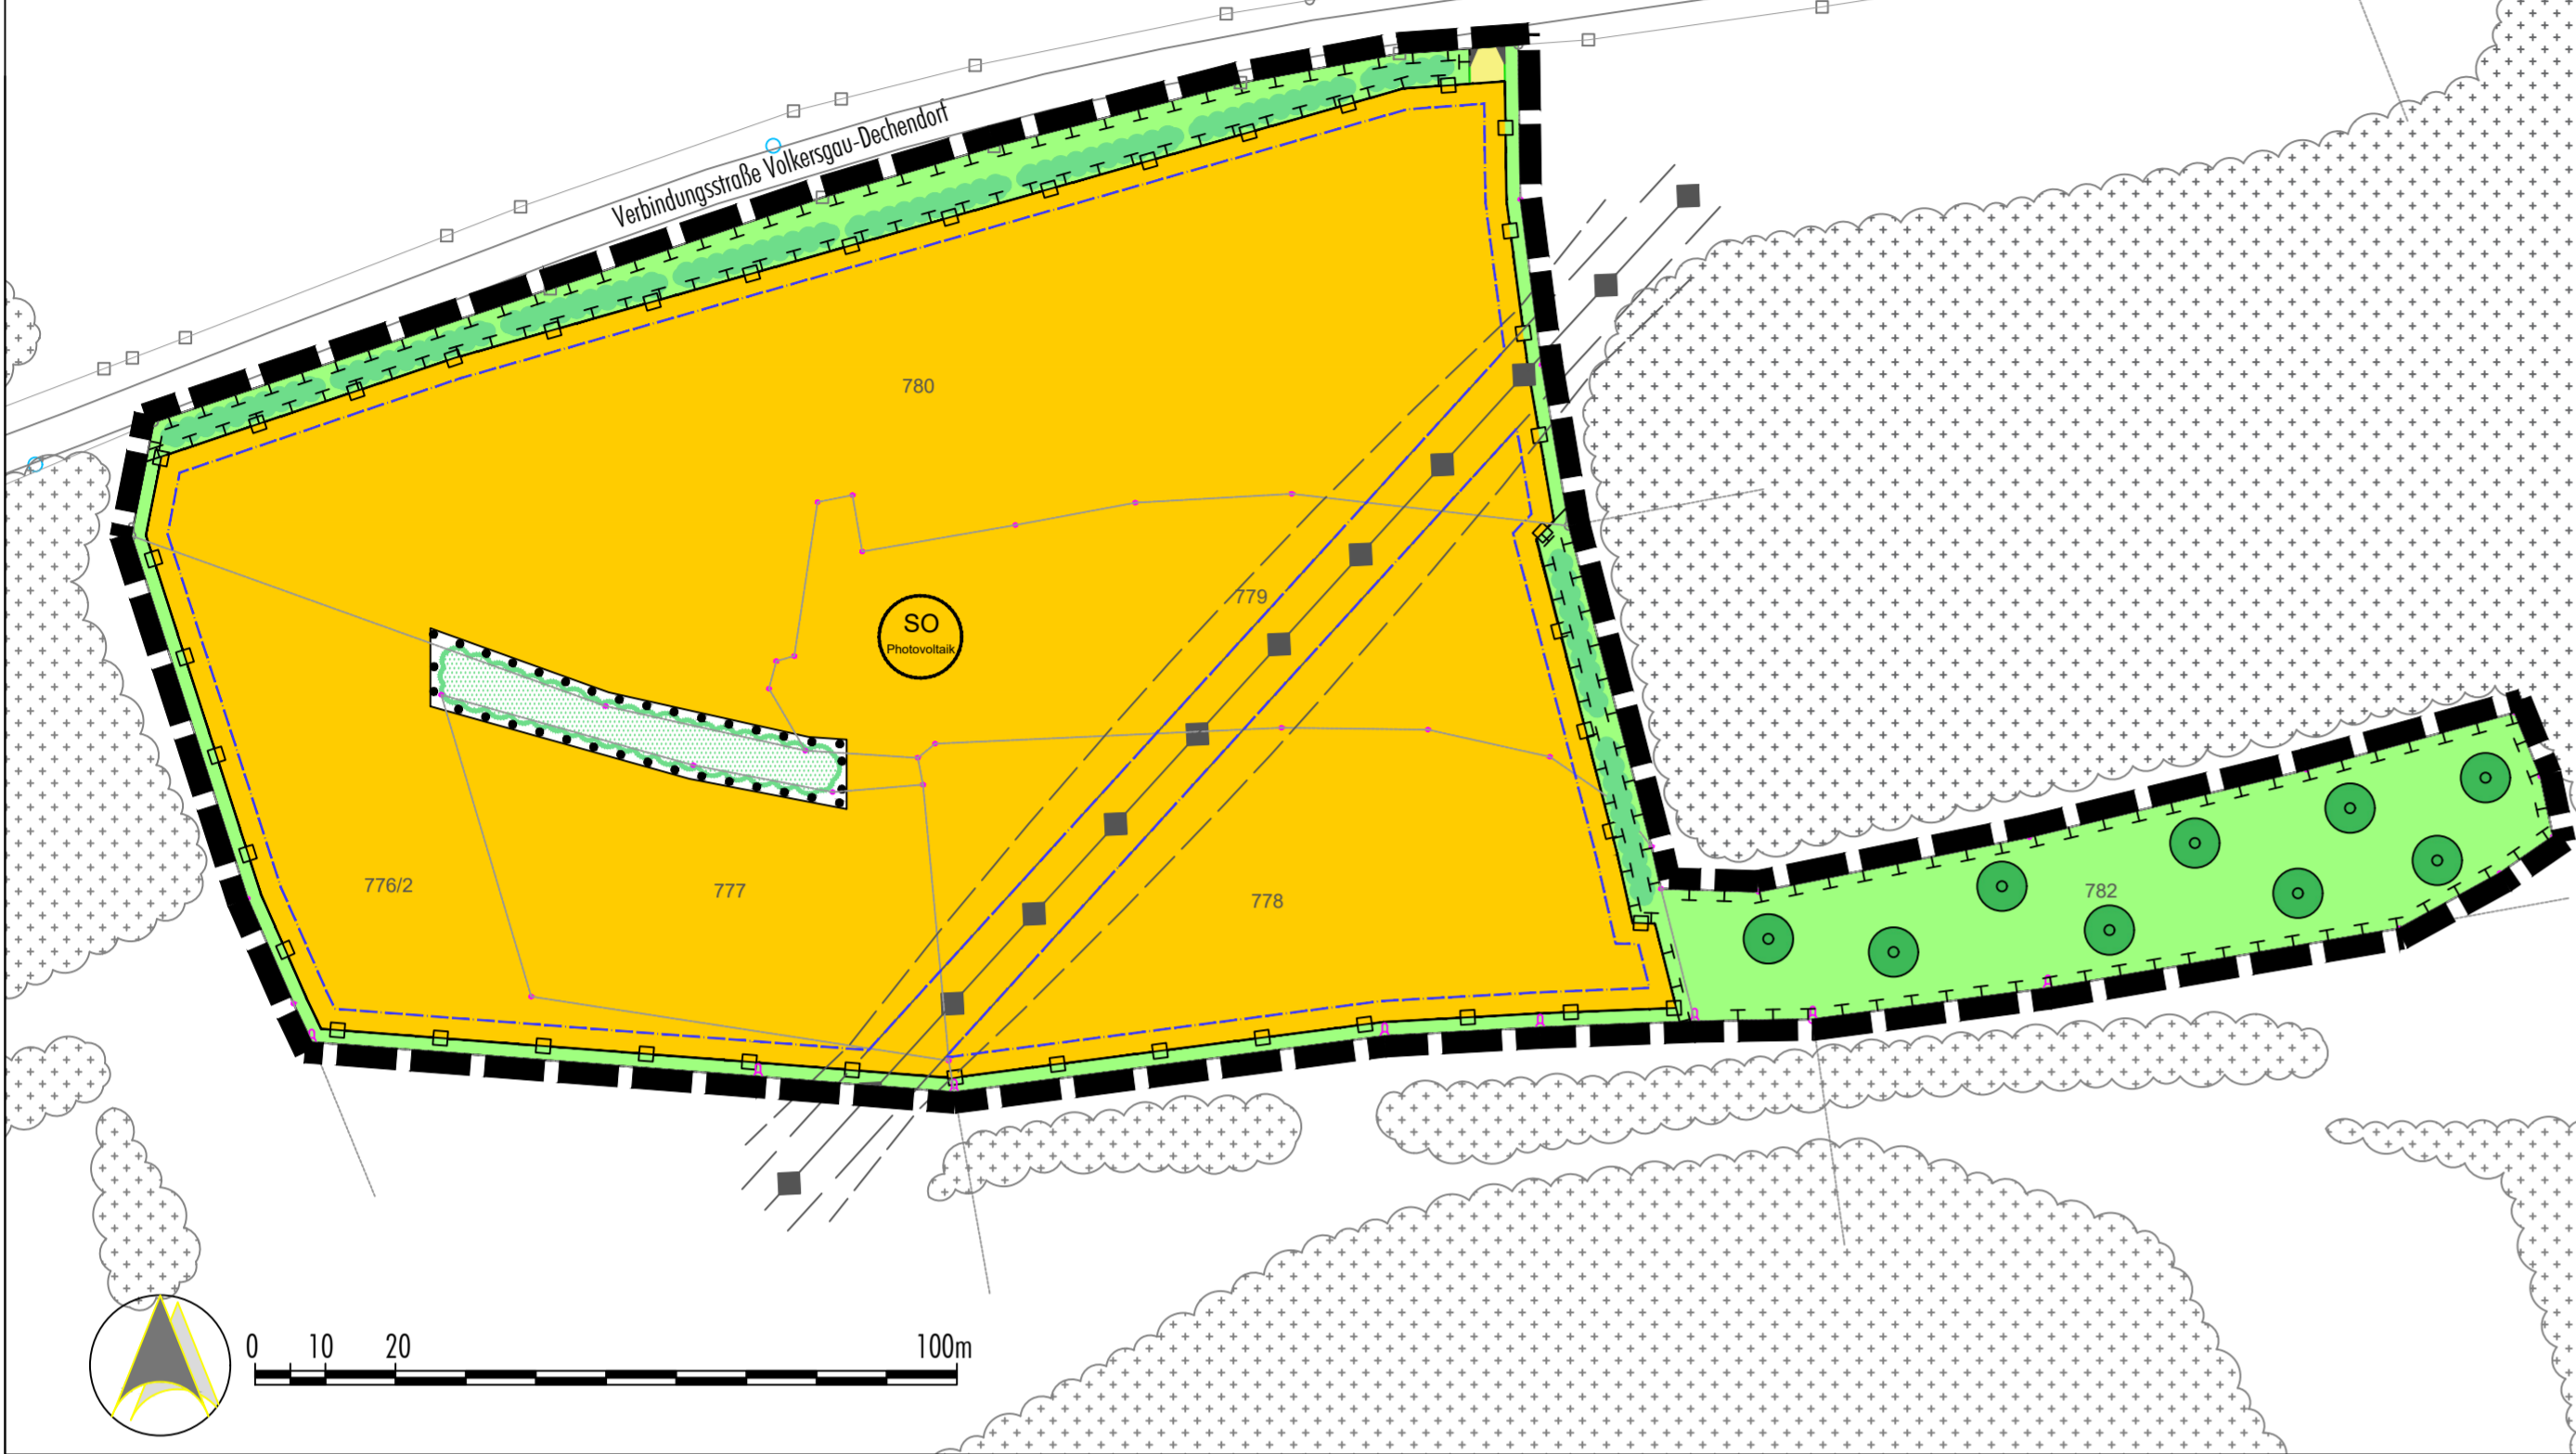 Verbindungsstraße Volkersgau-Dechendorf
780
779
SO
Photovoltaik
776/2
777
778
782
0 10 20 100m